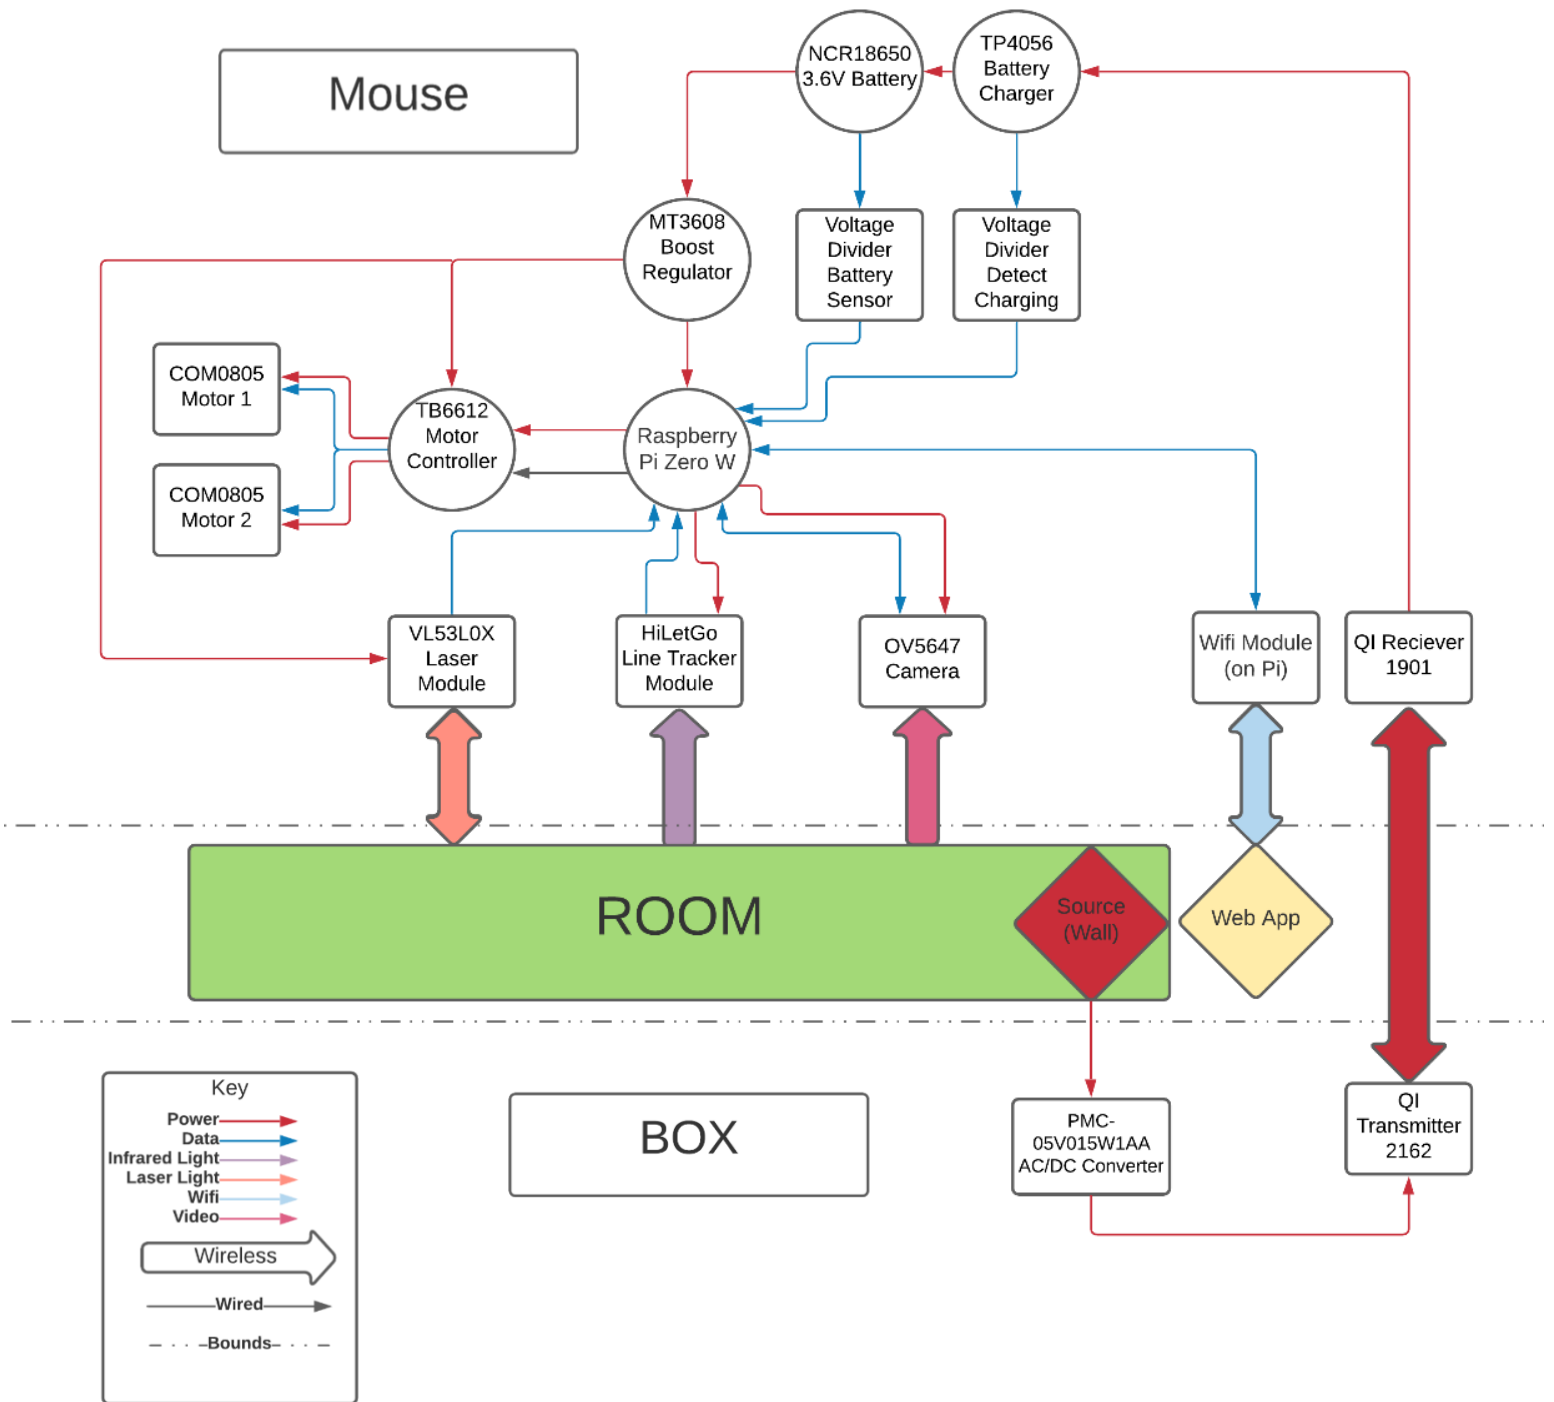 Mouse
NCR18650
3.6V Battery
TP4056
Battery
Charger
MT3608
Boost
Regulator
Voltage
Divider
Battery
Sensor
Voltage
Divider
Detect
Charging
COM0805
Motor 1
COM0805
Motor 2
TB6612
Motor
Controller
Raspberry
Pi Zero W
VL53L0X
Laser
Module
HiLetGo
Line Tracker
Module
OV5647
Camera
Wifi Module
(on Pi)
QI Reciever
1901
ROOM
Source
(Wall)
Web App
BOX
PMC-
05V015W1AA
AC/DC Converter
QI
Transmitter
2162
Key
Power
Data
Infrared Light
Laser Light
Wifi
Video
Wireless
Wired
Bounds